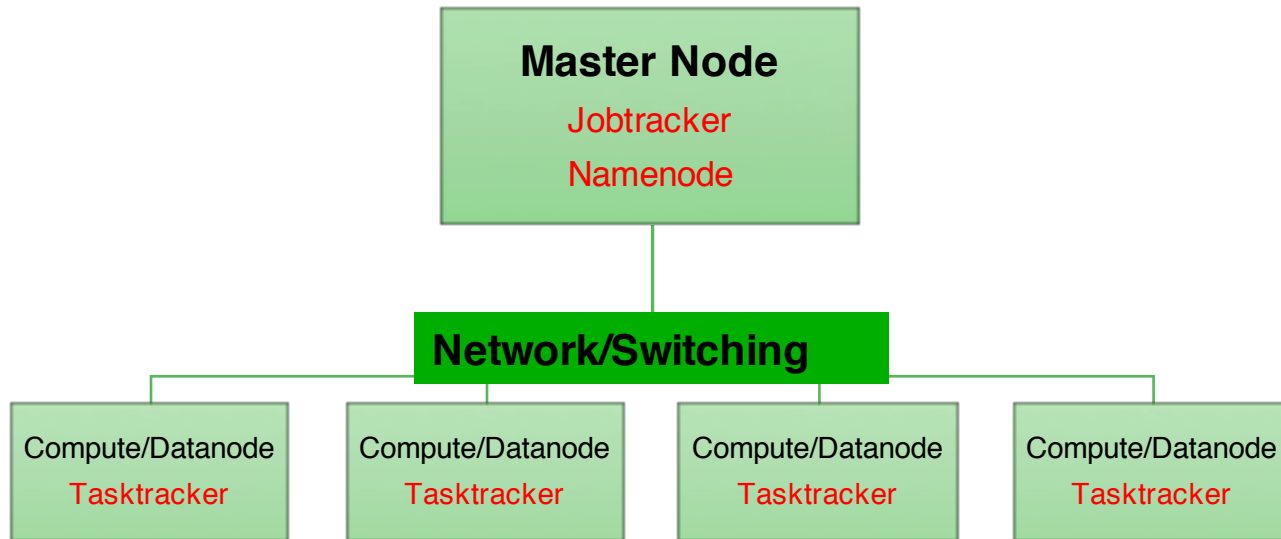 Master Node
Jobtracker
Namenode
Network/Switching
Compute/Datanode
Tasktracker
Compute/Datanode
Tasktracker
Compute/Datanode
Tasktracker
Compute/Datanode
Tasktracker